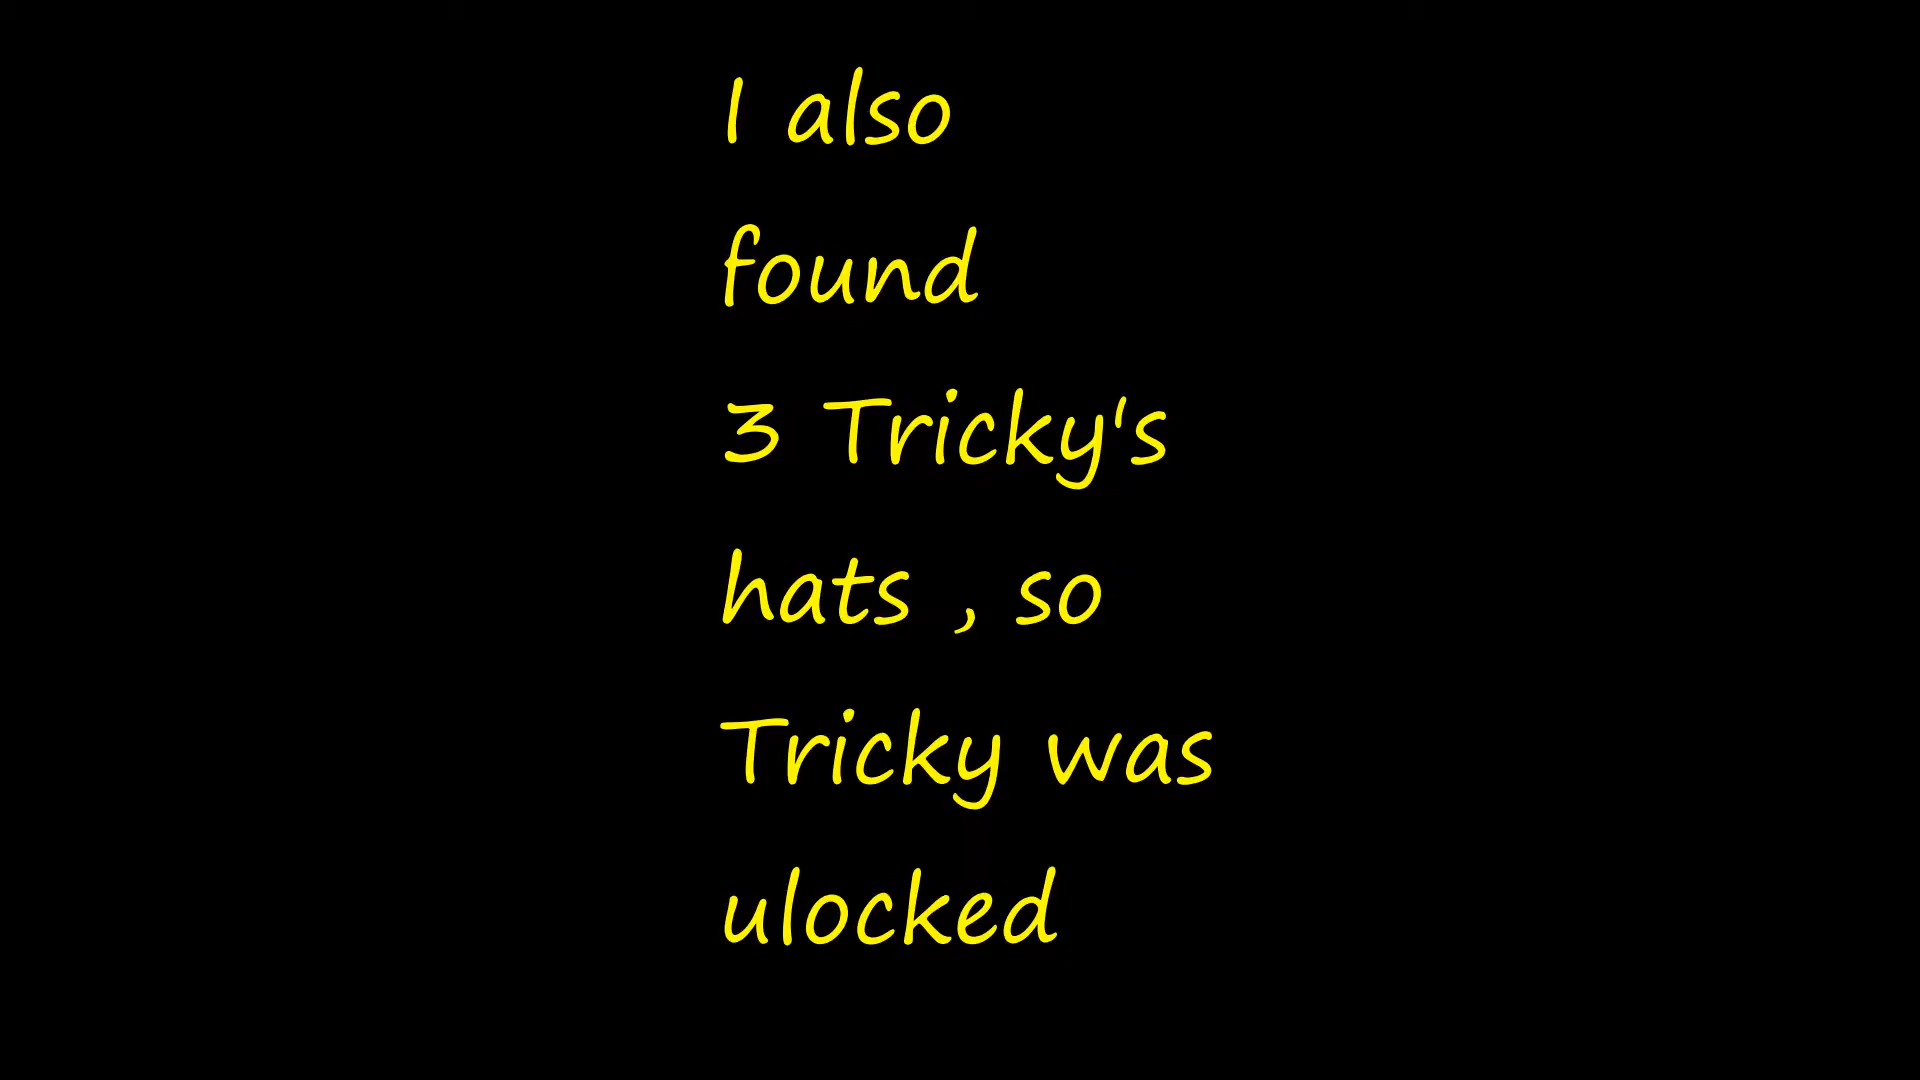 I also
found
3 Tricky's
hats , so
Tricky was
ulocked